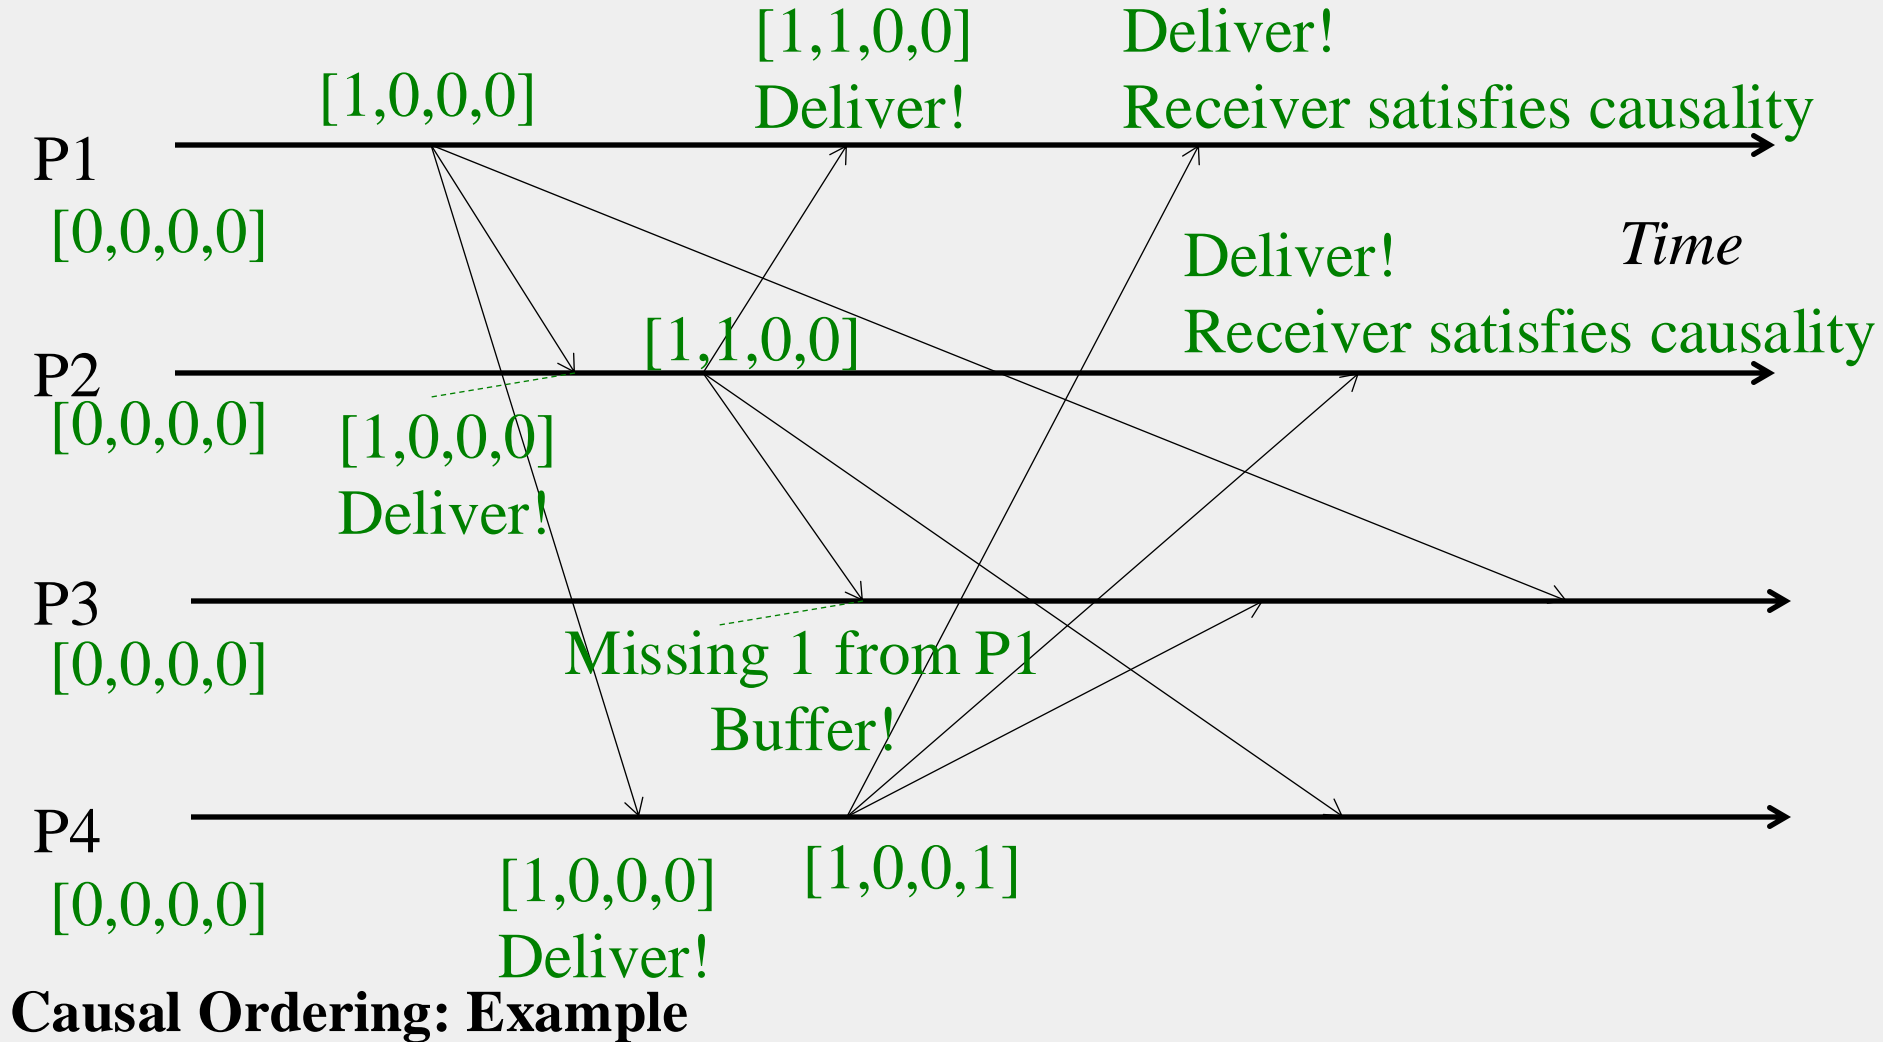 [1,1,0,0]
Deliver!
Deliver!
Receiver satisfies causality
[1,0,0,0]
P1
[0,0,0,0]
Time
Deliver!
Receiver satisfies causality
[1,1,0,0]
P2
[0,0,0,0]
[1,0,0,0]
Deliver!
P3
[0,0,0,0]
Missing 1 from P1
Buffer!
P4
[0,0,0,0]
[1,0,0,0]
Deliver!
[1,0,0,1]
Causal Ordering: Example